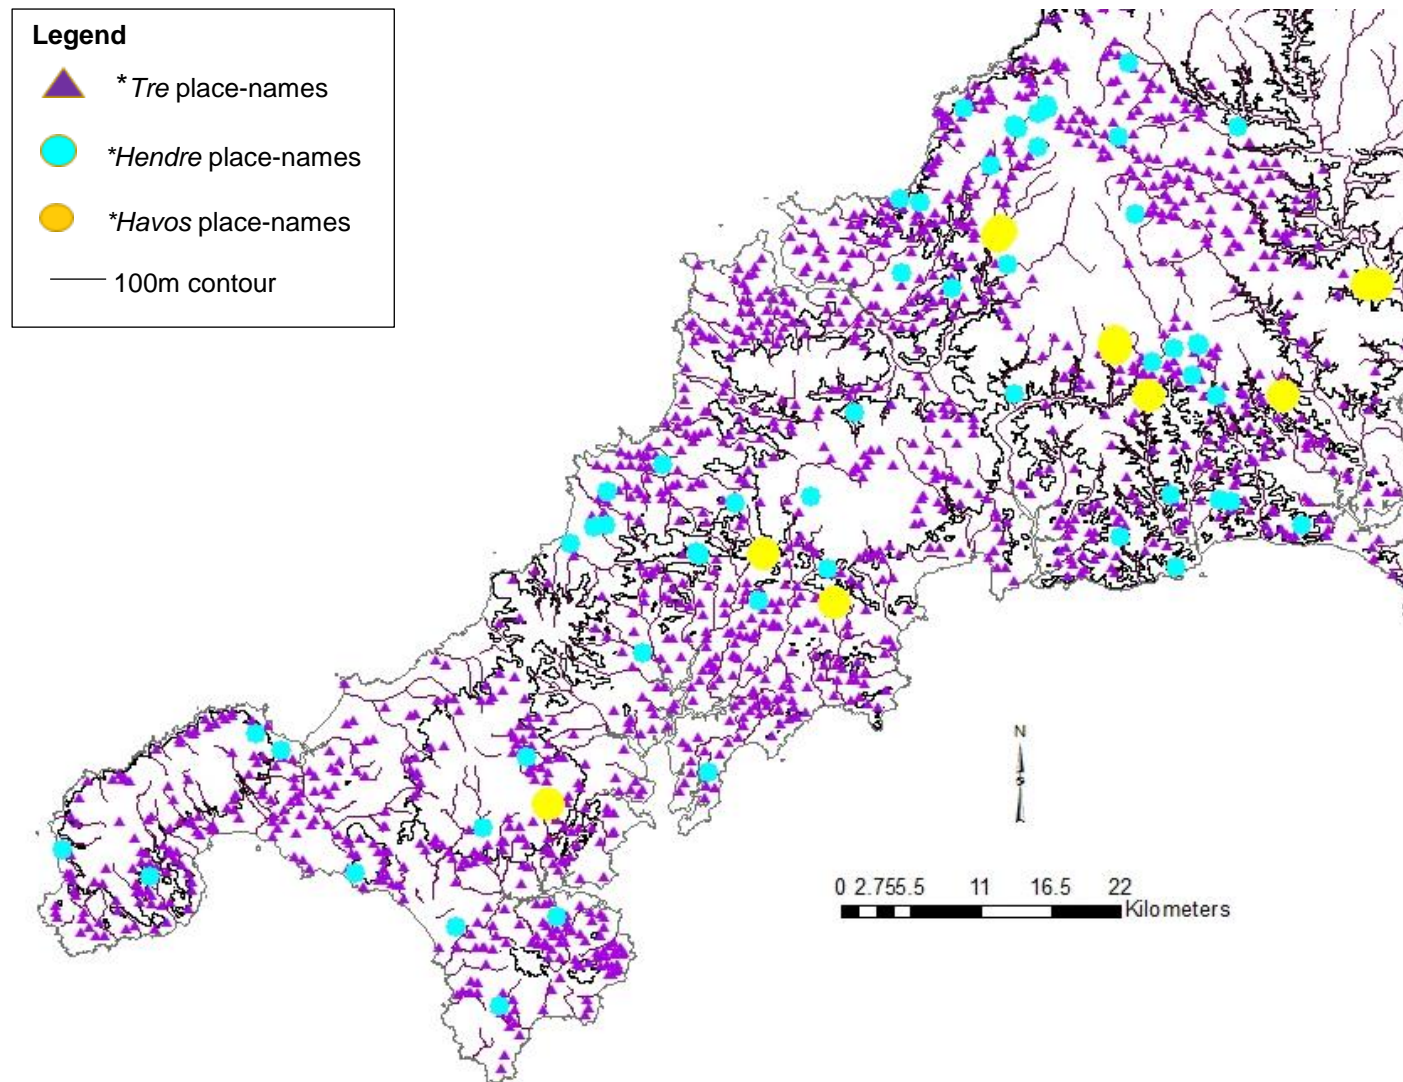 Legend
*Tre place-names
*Hendre place-names
*Havos place-names
100m contour
N
S
0 2.755.5 11 16.5 22
Kilometers